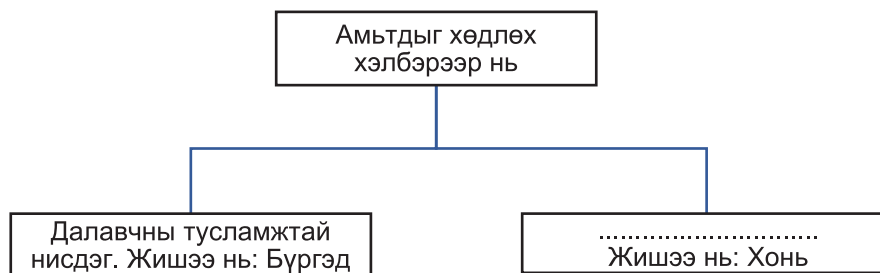 Амьтдыг хөдлөх
хэлбэрээр нь
Далавчны тусламжтай
нисдэг. Жишээ нь: Бүргэд
............................
Жишээ нь: Хонь